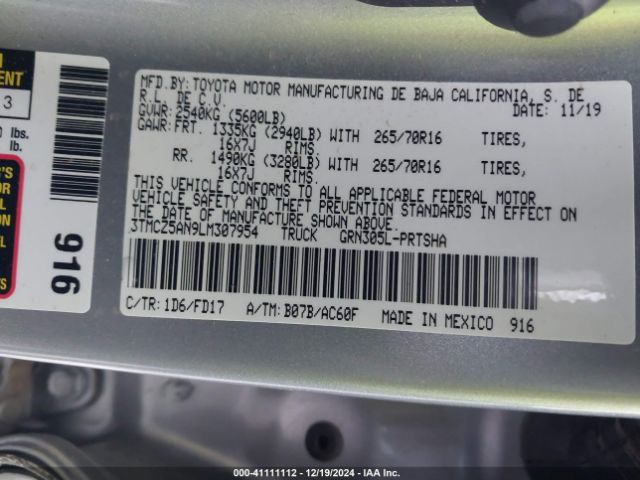 MENT
3
lbs.
lb.
916
MFD.BY: TOYOTA MOTOR MANUFACTURING DE BAJA CALIFORNIA, S. DE
R.L. DE C.V. DATE: 11/19
GVWR: 2540KG (5600LB)
GAWR: FRT. 1335KG (2940LB) WITH 265/70R16 TIRES,
16X7J RIMS.
RR. 1490KG (3280LB) WITH 265/70R16 TIRES,
16X7J RIMS.
THIS VEHICLE CONFORMS TO ALL APPLICABLE FEDERAL MOTOR
VEHICLE SAFETY AND THEFT PREVENTION STANDARDS IN EFFECT ON
THE DATE OF MANUFACTURE SHOWN ABOVE.
3TMCZ5AN9LM307954 TRUCK GRN305L-PRTSHA
C/TR: 1D6/FD17 A/TM: B07B/AC60F MADE IN MEXICO 916
000-41111112 - 12/19/2024 - IAA Inc.